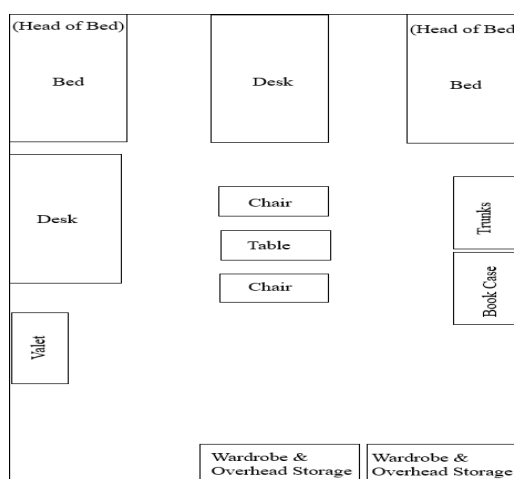 (Head of Bed)
Bed
Desk
(Head of Bed)
Bed
Desk
Chair
Table
Chair
Trunks
Book Case
Valet
Wardrobe &
Overhead Storage
Wardrobe &
Overhead Storage